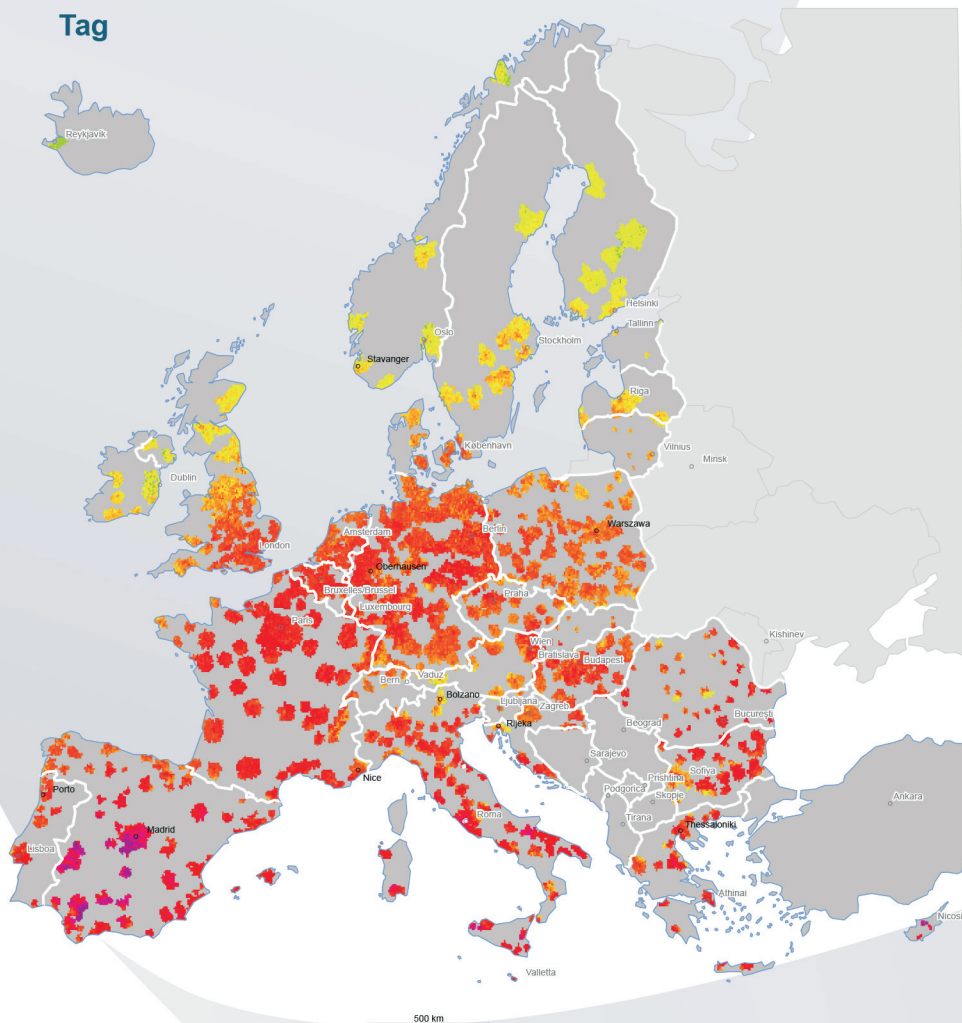 Tag
Reykjavik
Helsinki
Tallinn
Oslo
Stockholm
Stavanger
Riga
København
Vilnius
Minsk
Dublin
Warszawa
Berlin
Amsterdam
London
Oberhausen
Bruxelles/Brussel
Praha
Luxembourg
Paris
Kishinev
Wien
Bratislava
Budapest
Vaduz
Bern
Bolzano
Ljubljana
Zagreb
București
Rijeka
Beograd
Sarajevo
Nice
Sofiya
Prishtina
Podgorica
Skopje
Porto
Ankara
Roma
Tirana
Thessaloniki
Madrid
Lisboa
Athinai
Nicosi
Valletta
500 km